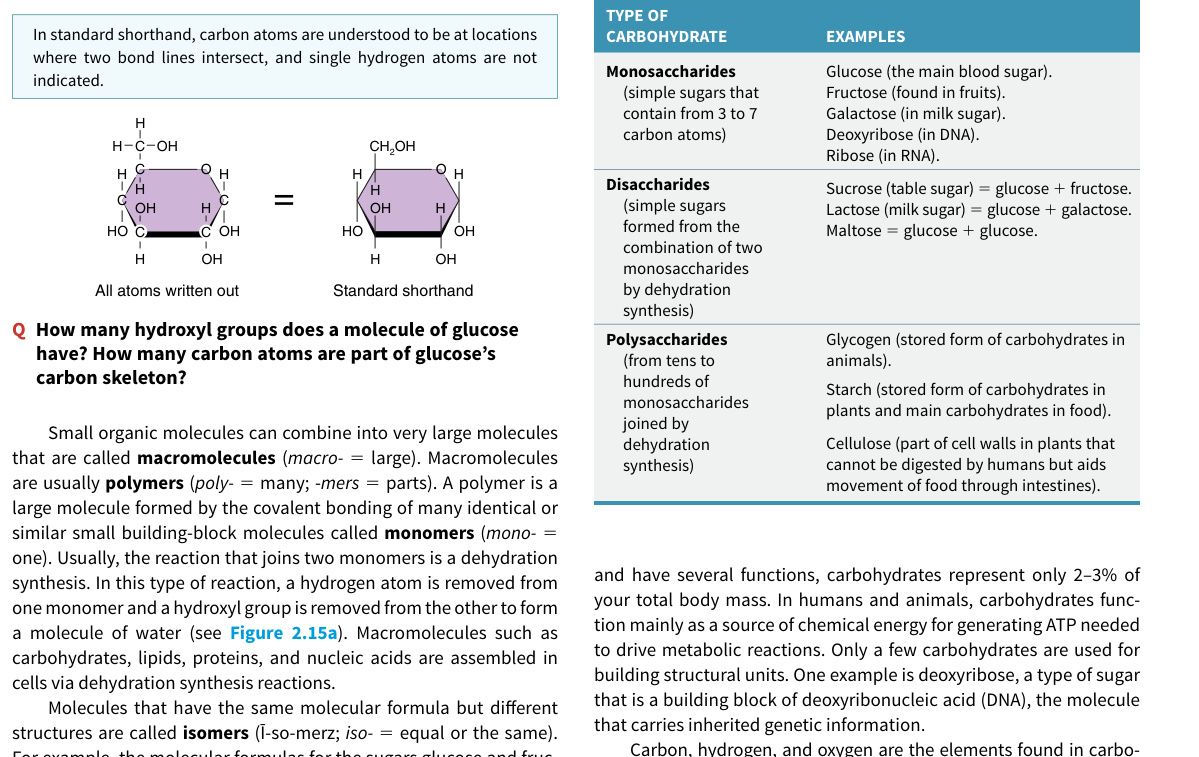 In standard shorthand, carbon atoms are understood to be at locations
where two bond lines intersect, and single hydrogen atoms are not
indicated.
H
H–C–OH
H C O H
H
C OH H C
HO C C OH
H OH
All atoms written out
=
CH2OH
H O H
H
OH H
HO OH
H OH
Standard shorthand
Q How many hydroxyl groups does a molecule of glucose
have? How many carbon atoms are part of glucose’s
carbon skeleton?
Small organic molecules can combine into very large molecules
that are called macromolecules (macro- = large). Macromolecules
are usually polymers (poly- = many; -mers = parts). A polymer is a
large molecule formed by the covalent bonding of many identical or
similar small building-block molecules called monomers (mono- =
one). Usually, the reaction that joins two monomers is a dehydration
synthesis. In this type of reaction, a hydrogen atom is removed from
one monomer and a hydroxyl group is removed from the other to form
a molecule of water (see Figure 2.15a). Macromolecules such as
carbohydrates, lipids, proteins, and nucleic acids are assembled in
cells via dehydration synthesis reactions.
Molecules that have the same molecular formula but different
structures are called isomers (Ī-so-merz; iso- = equal or the same).
For example, the molecular formulas for the sugars glucose and fruc-
TYPE OF
CARBOHYDRATE
EXAMPLES
Monosaccharides
(simple sugars that
contain from 3 to 7
carbon atoms)
Glucose (the main blood sugar).
Fructose (found in fruits).
Galactose (in milk sugar).
Deoxyribose (in DNA).
Ribose (in RNA).
Disaccharides
(simple sugars
formed from the
combination of two
monosaccharides
by dehydration
synthesis)
Sucrose (table sugar) = glucose + fructose.
Lactose (milk sugar) = glucose + galactose.
Maltose = glucose + glucose.
Polysaccharides
(from tens to
hundreds of
monosaccharides
joined by
dehydration
synthesis)
Glycogen (stored form of carbohydrates in
animals).
Starch (stored form of carbohydrates in
plants and main carbohydrates in food).
Cellulose (part of cell walls in plants that
cannot be digested by humans but aids
movement of food through intestines).
and have several functions, carbohydrates represent only 2–3% of
your total body mass. In humans and animals, carbohydrates func-
tion mainly as a source of chemical energy for generating ATP needed
to drive metabolic reactions. Only a few carbohydrates are used for
building structural units. One example is deoxyribose, a type of sugar
that is a building block of deoxyribonucleic acid (DNA), the molecule
that carries inherited genetic information.
Carbon, hydrogen, and oxygen are the elements found in carbo-